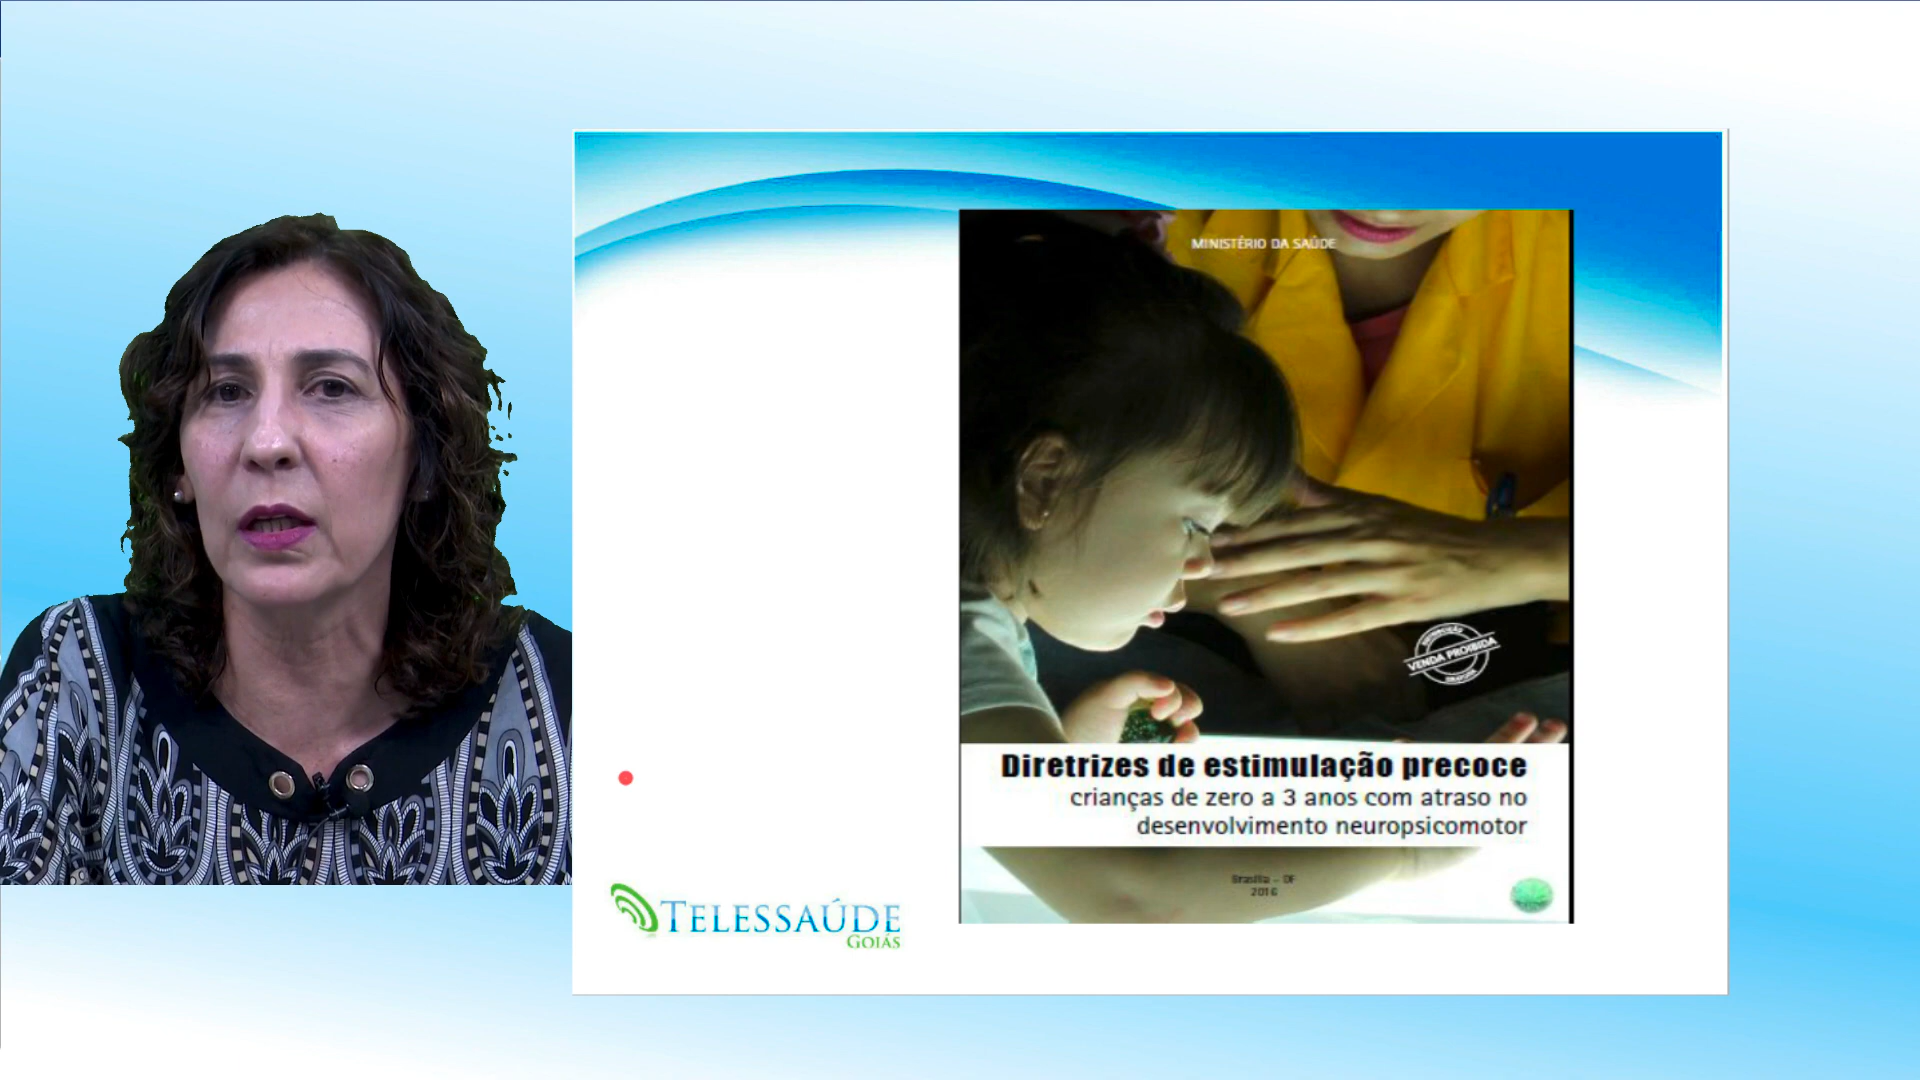 MINISTÉRIO DA SAÚDE
VENDA PROIBIDA
Diretrizes de estimulação precoce
crianças de zero a 3 anos com atraso no
desenvolvimento neuropsicomotor
Brasília – DF
2016
TELESSAÚDE
GOIÁS